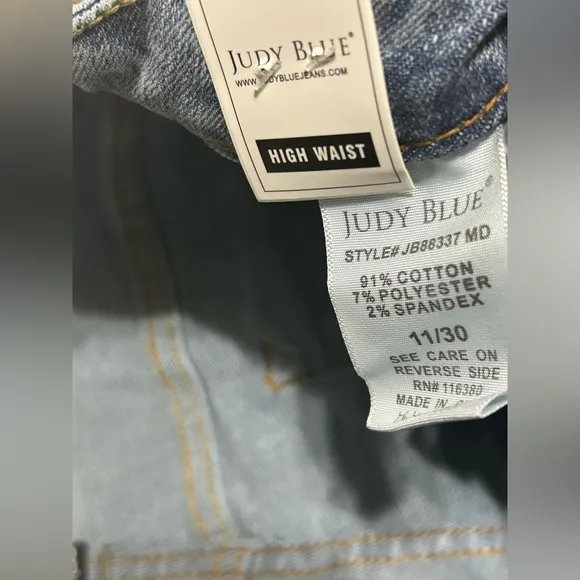 JUDY BLUE®
HIGH WAIST
JUDY BLUE®
STYLE# JB88337 MD
91% COTTON
7% POLYESTER
2% SPANDEX
11/30
SEE CARE ON
REVERSE SIDE
RN# 116380
MADE IN